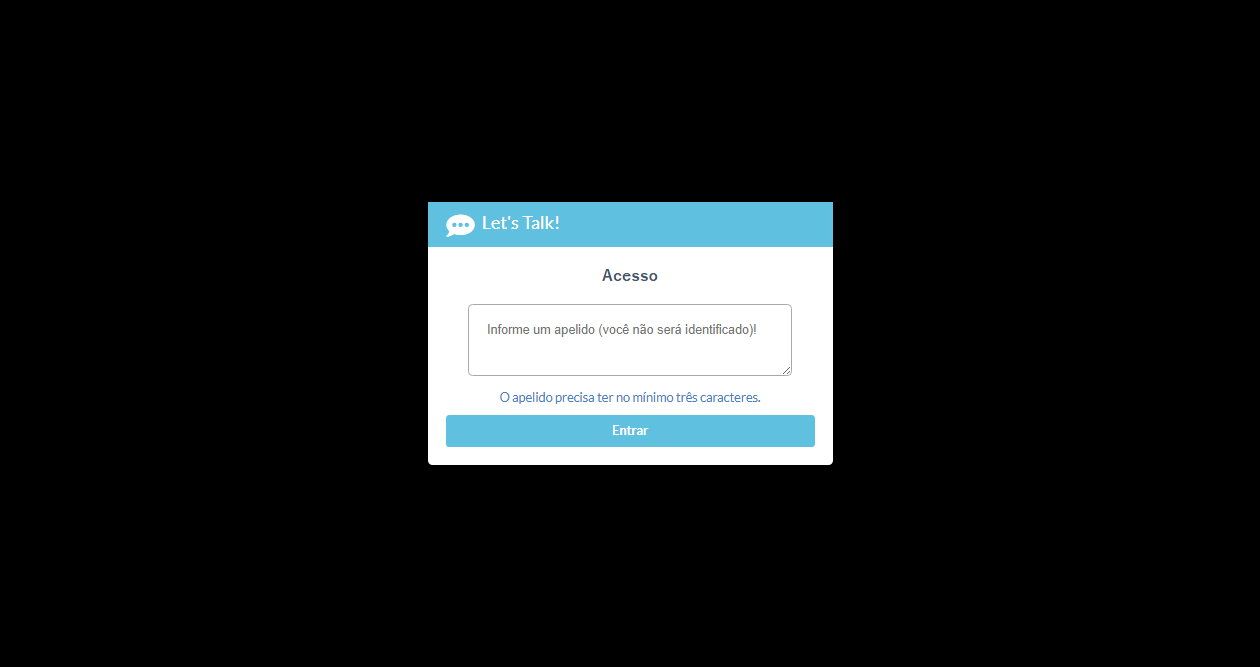 Let's Talk!
Acesso
Informe um apelido (você não será identificado)!
O apelido precisa ter no mínimo três caracteres.
Entrar